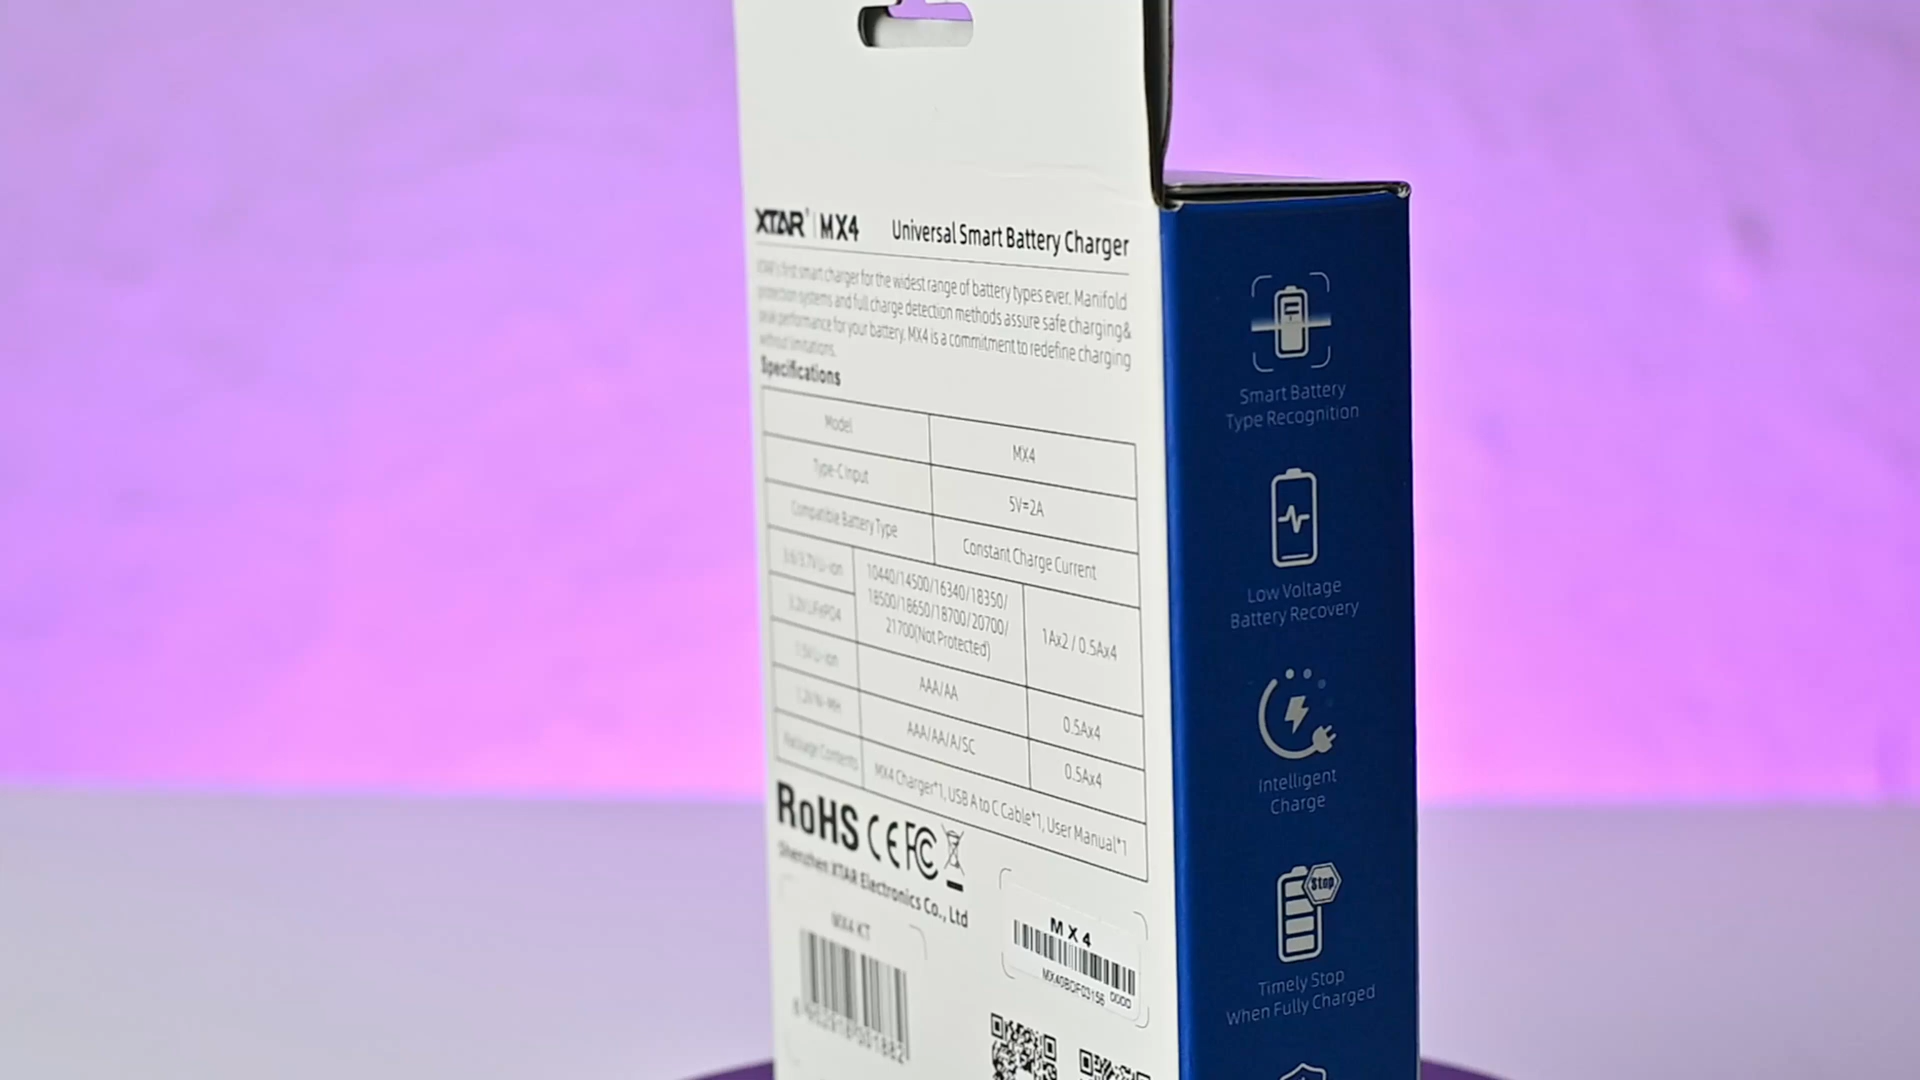 XTAR | MX4 Universal Smart Battery Charger
XTAR's first smart charger for the widest range of battery types ever. Manifold
protection systems and full charge detection methods assure safe charging&
peak performance for your battery. MX4 is a commitment to redefine charging
without limitations.
Specifications
Model MX4
Type-C Input 5V=2A
Compatible Battery Type Constant Charge Current
3.6/3.7V Li-ion 10440/14500/16340/18350/
18500/18650/18700/20700/
21700(Not Protected)
3.2V LiFePO4
1Ax2 / 0.5Ax4
1.5V Li-ion AAA/AA 0.5Ax4
1.2V Ni-MH AAA/AA/A/SC 0.5Ax4
Package Contents MX4 Charger*1, USB A to C Cable*1, User Manual*1
RoHS CE FC
Shenzhen XTAR Electronics Co., Ltd
MX4 KT
MX4
MX40BDF03156 0000
Smart Battery
Type Recognition
Low Voltage
Battery Recovery
Intelligent
Charge
Stop
Timely Stop
When Fully Charged